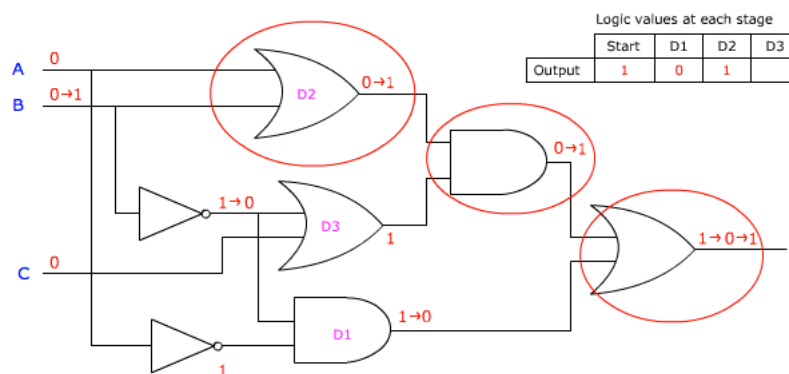 Logic values at each stage
Start D1 D2 D3
Output 1 0 1
A 0
B 0→1
D2 0→1
0→1
1→0
D3 1
1→0→1
C 0
D1 1→0
1